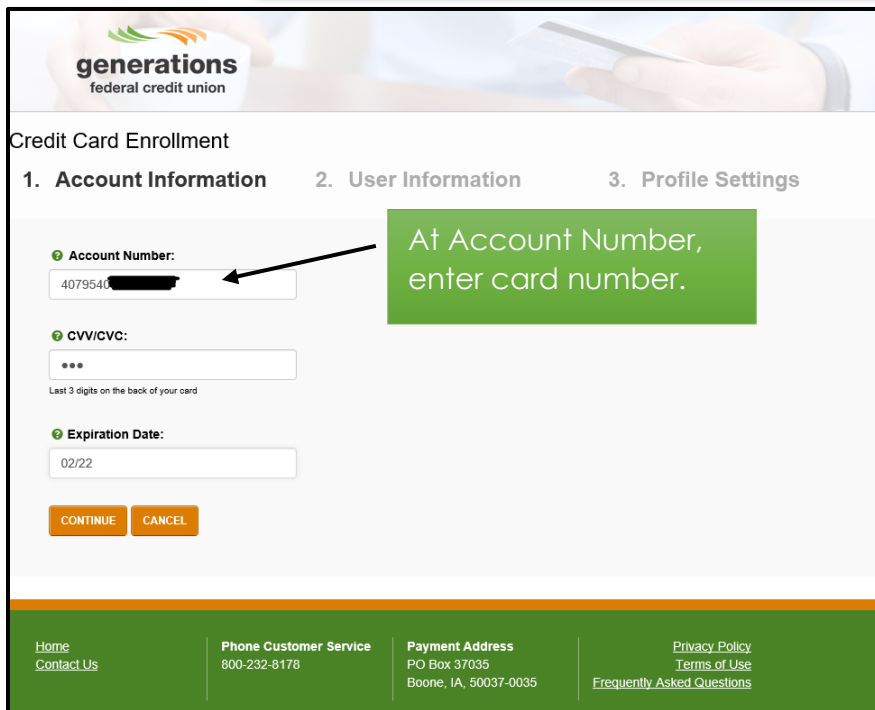 generations
federal credit union
Credit Card Enrollment
1. Account Information
2. User Information
3. Profile Settings
At Account Number,
enter card number.
Account Number:
4079540
CVV/CVC:
•••
Last 3 digits on the back of your card
Expiration Date:
02/22
CONTINUE
CANCEL
Home
Contact Us
Phone Customer Service
800-232-8178
Payment Address
PO Box 37035
Boone, IA, 50037-0035
Privacy Policy
Terms of Use
Frequently Asked Questions